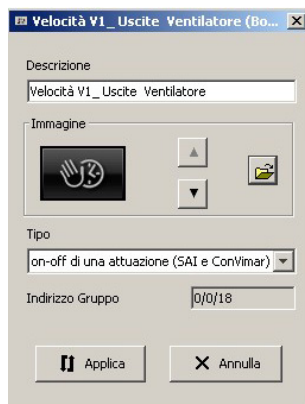 Velocità V1_ Uscite Ventilatore (Bo...
Descrizione
Velocità V1_ Uscite Ventilatore
Immagine
Tipo
on-off di una attuazione (SAI e ConVimar)
Indirizzo Gruppo
0/0/18
Applica
Annulla